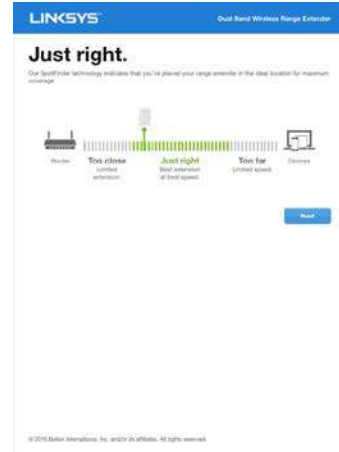 LINKSYS
Dual Band Wireless Range Extender
Just right.
Our SpotFinder technology indicates that you've placed your range extender in the ideal location for maximum
coverage.
Router
Too close
Limited
extension.
Just right
Best extension
at best speed.
Too far
Limited speed.
Devices
Next
© 2015 Belkin International, Inc. and/or its affiliates. All rights reserved.